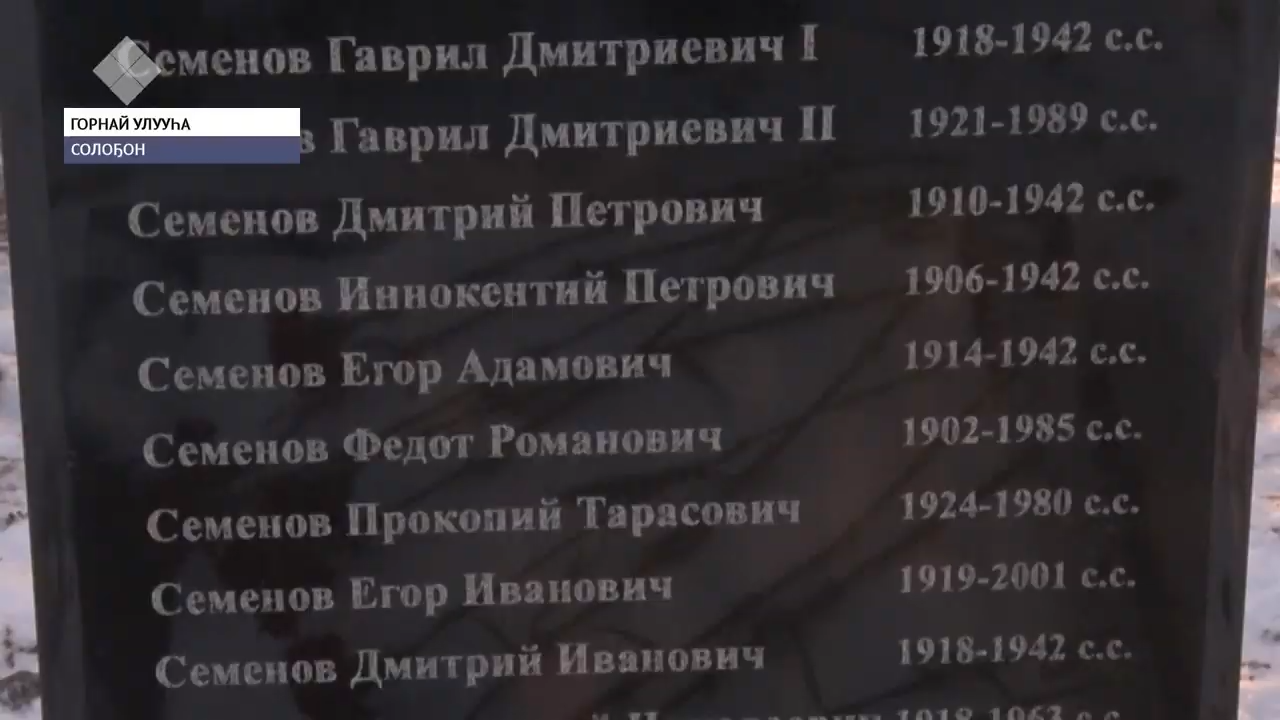 Семенов Гаврил Дмитриевич I 1918-1942 с.с.
ГОРНАЙ УЛУУҺА
СОЛОҔОН
Гаврил Дмитриевич II 1921-1989 с.с.
Семенов Дмитрий Петрович 1910-1942 с.с.
Семенов Иннокентий Петрович 1906-1942 с.с.
Семенов Егор Адамович 1914-1942 с.с.
Семенов Федот Романович 1902-1985 с.с.
Семенов Прокопий Тарасович 1924-1980 с.с.
Семенов Егор Иванович 1919-2001 с.с.
Семенов Дмитрий Иванович 1918-1942 с.с.
1918-1963 с.с.